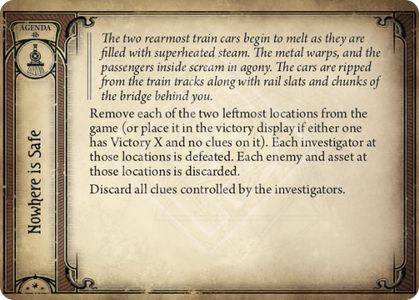 AGENDA
4b
Nowhere is Safe
The two rearmost train cars begin to melt as they are
filled with superheated steam. The metal warps, and the
passengers inside scream in agony. The cars are ripped
from the train tracks along with rail slats and chunks of
the bridge behind you.
Remove each of the two leftmost locations from the
game (or place it in the victory display if either one
has Victory X and no clues on it). Each investigator at
those locations is defeated. Each enemy and asset at
those locations is discarded.
Discard all clues controlled by the investigators.